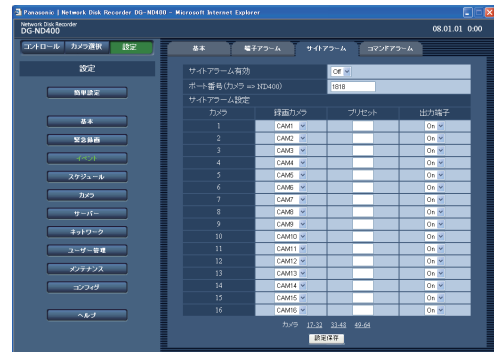 Panasonic | Network Disk Recorder DG-ND400 - Microsoft Internet Explorer
Network Disk Recorder
DG-ND400
08.01.01 0:00
コントロール カメラ選択 設定
基本 端子アラーム サイトアラーム コマンドアラーム
設定
簡単設定
基本
緊急録画
イベント
スケジュール
カメラ
サーバー
ネットワーク
ユーザー管理
メンテナンス
コンフィグ
ヘルプ
サイトアラーム有効 Off
ポート番号(カメラ => ND400) 1818
サイトアラーム設定
カメラ 録画カメラ プリセット 出力端子
1 CAM1 On
2 CAM2 On
3 CAM3 On
4 CAM4 On
5 CAM5 On
6 CAM6 On
7 CAM7 On
8 CAM8 On
9 CAM9 On
10 CAM10 On
11 CAM11 On
12 CAM12 On
13 CAM13 On
14 CAM14 On
15 CAM15 On
16 CAM16 On
カメラ 17-32 33-48 49-64
設定保存